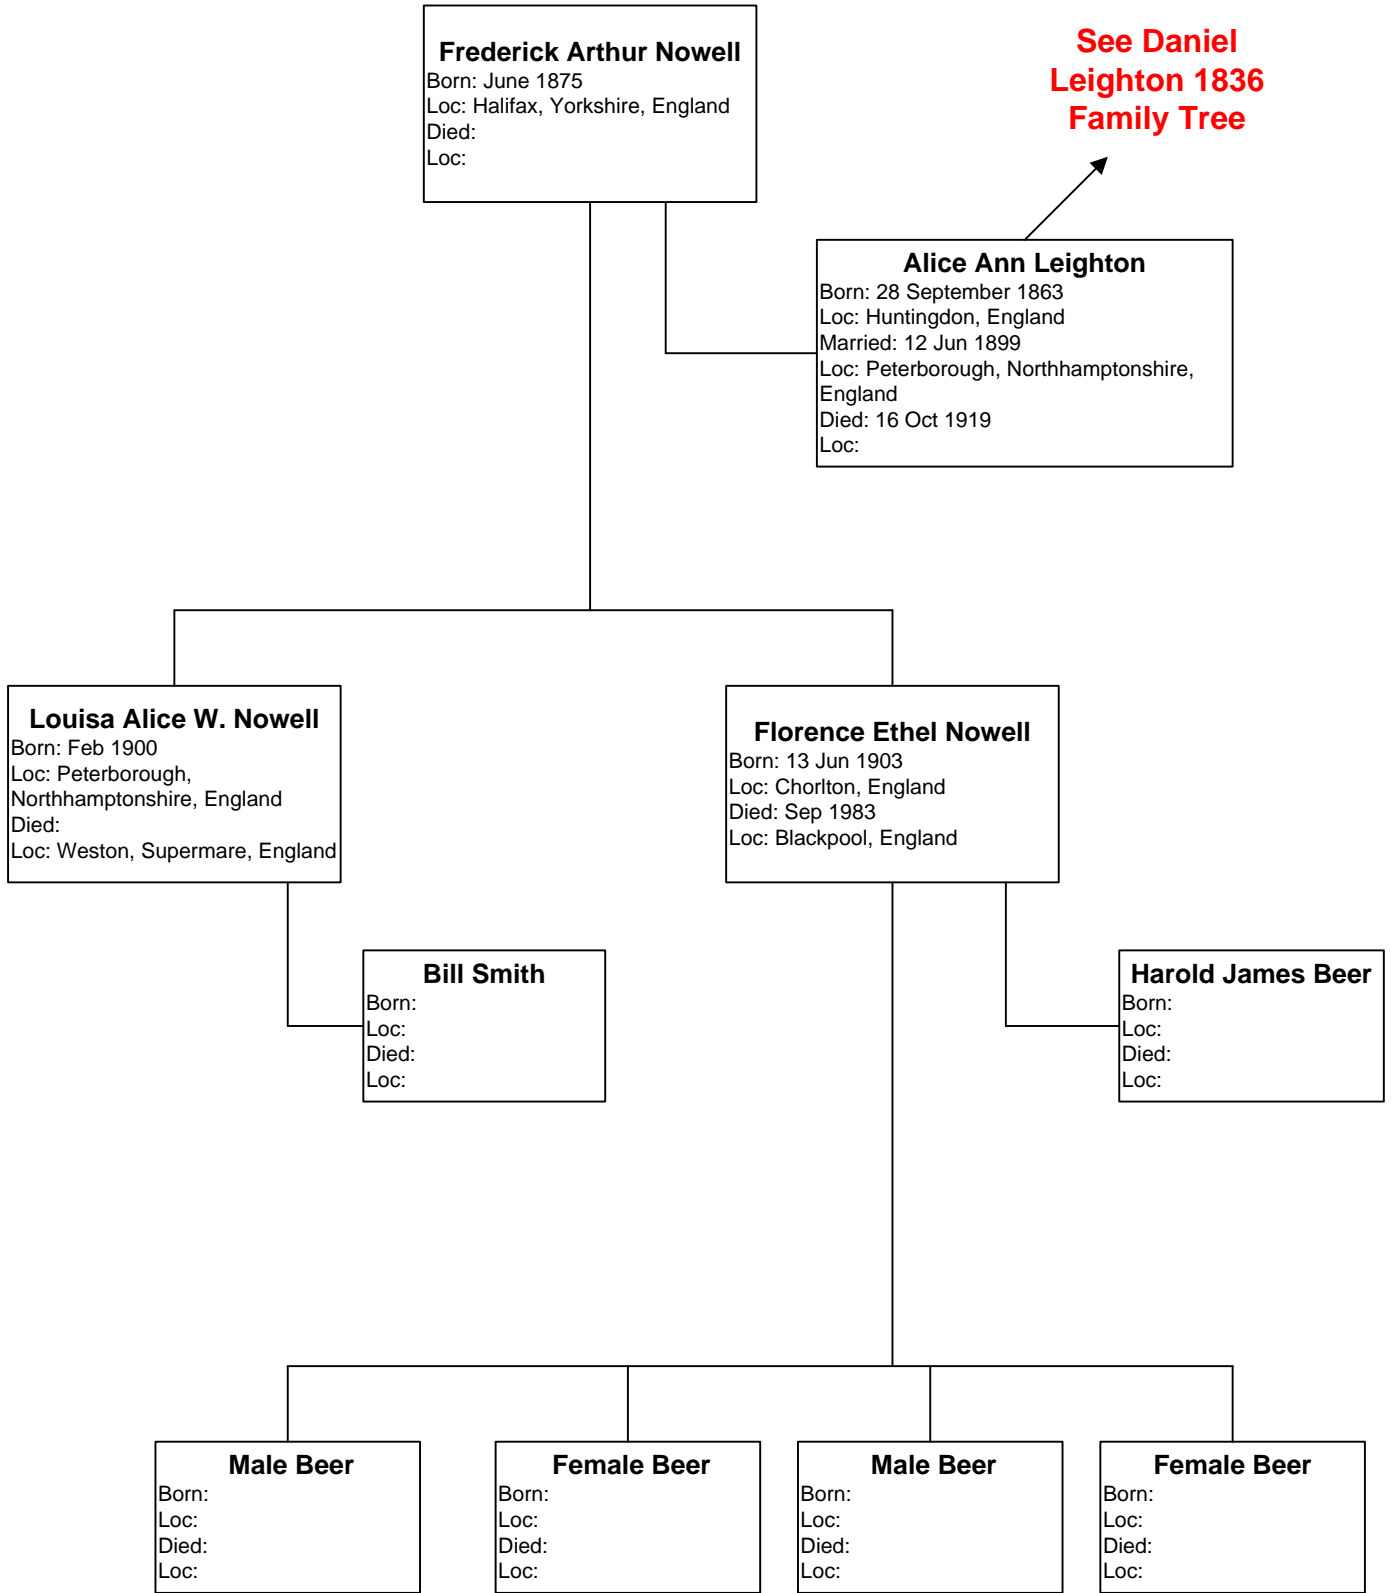 Frederick Arthur Nowell
Born: June 1875
Loc: Halifax, Yorkshire, England
Died:
Loc:
See Daniel
Leighton 1836
Family Tree
Alice Ann Leighton
Born: 28 September 1863
Loc: Huntingdon, England
Married: 12 Jun 1899
Loc: Peterborough, Northhamptonshire,
England
Died: 16 Oct 1919
Loc:
Louisa Alice W. Nowell
Born: Feb 1900
Loc: Peterborough,
Northhamptonshire, England
Died:
Loc: Weston, Supermare, England
Florence Ethel Nowell
Born: 13 Jun 1903
Loc: Chorlton, England
Died: Sep 1983
Loc: Blackpool, England
Bill Smith
Born:
Loc:
Died:
Loc:
Harold James Beer
Born:
Loc:
Died:
Loc:
Male Beer
Born:
Loc:
Died:
Loc:
Female Beer
Born:
Loc:
Died:
Loc:
Male Beer
Born:
Loc:
Died:
Loc:
Female Beer
Born:
Loc:
Died:
Loc: